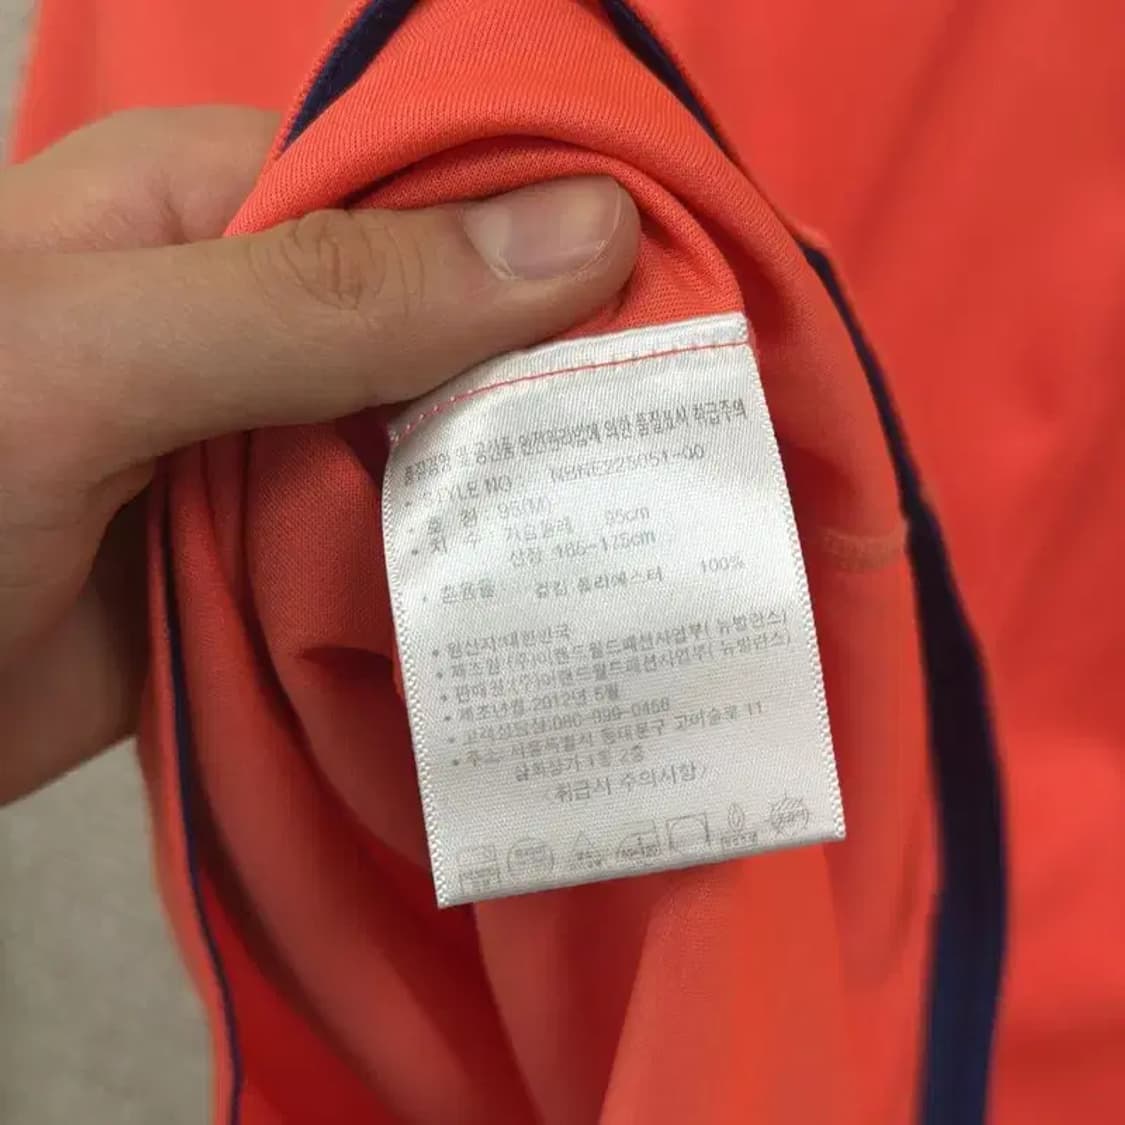 품질경영 및 공산품 안전관리법에 의한 품질표시 취급주의
• STYLE NO : NBNE225051-00
• 호 칭 95(M)
• 치 수 가슴둘레 95cm
신장 165-175cm
• 혼용율 겉감 폴리에스터 100%
• 원산지:대한민국
• 제조원:(주)이랜드월드패션사업부( 뉴발란스)
• 판매원:(주)이랜드월드패션사업부( 뉴발란스)
• 제조년월 2012년 5월
• 고객상담실:080-999-0456
• 주소 서울특별시 동대문구 고미술로 11
삼희상가 1층 2층
<취급시 주의사항>